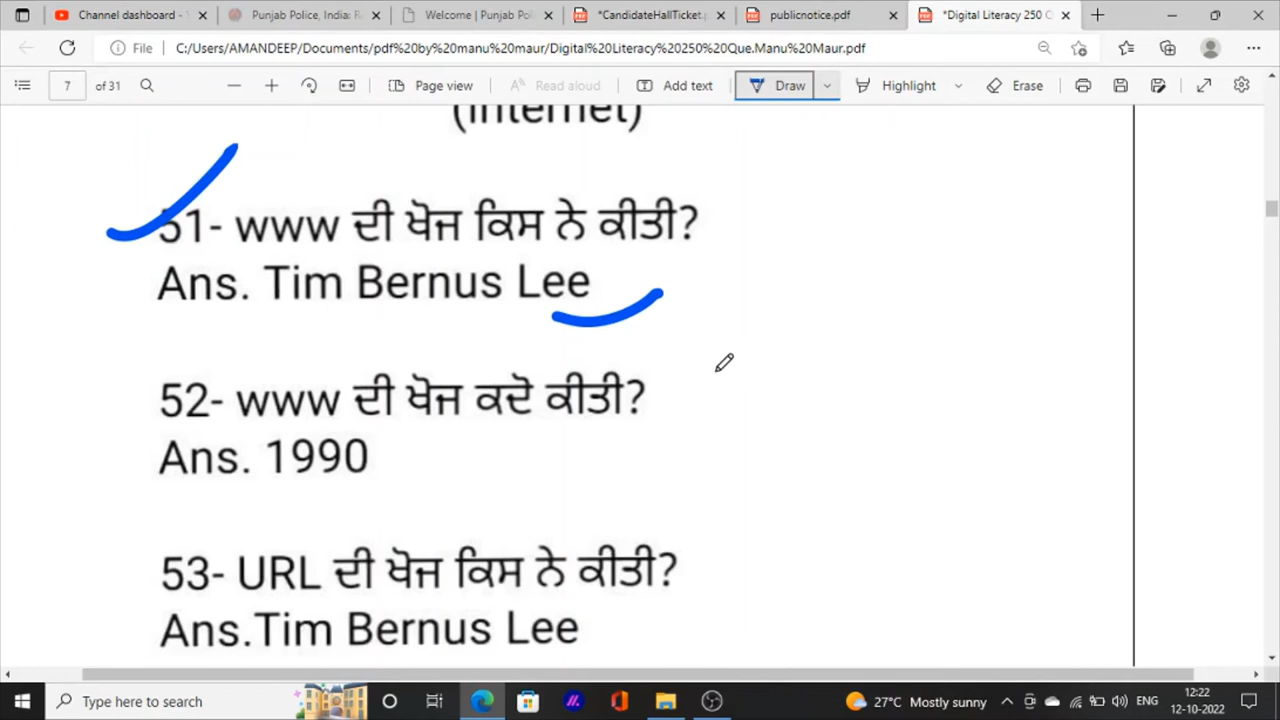 Channel dashboard -
Punjab Police, India: R
Welcome | Punjab Po
*CandidateHallTicket.p
publicnotice.pdf
*Digital Literacy 250 Q
File
C:/Users/AMANDEEP/Documents/pdf%20by%20manu%20maur/Digital%20Literacy%20250%20Que.Manu%20Maur.pdf
7 of 31
Page view
Read aloud
Add text
Draw
Highlight
Erase
(Internet)
51- www ਦੀ ਖੋਜ ਕਿਸ ਨੇ ਕੀਤੀ?
Ans. Tim Bernus Lee
52- www ਦੀ ਖੋਜ ਕਦੋ ਕੀਤੀ?
Ans. 1990
53- URL ਦੀ ਖੋਜ ਕਿਸ ਨੇ ਕੀਤੀ?
Ans.Tim Bernus Lee
Type here to search
27°C Mostly sunny
ENG
12:22
12-10-2022